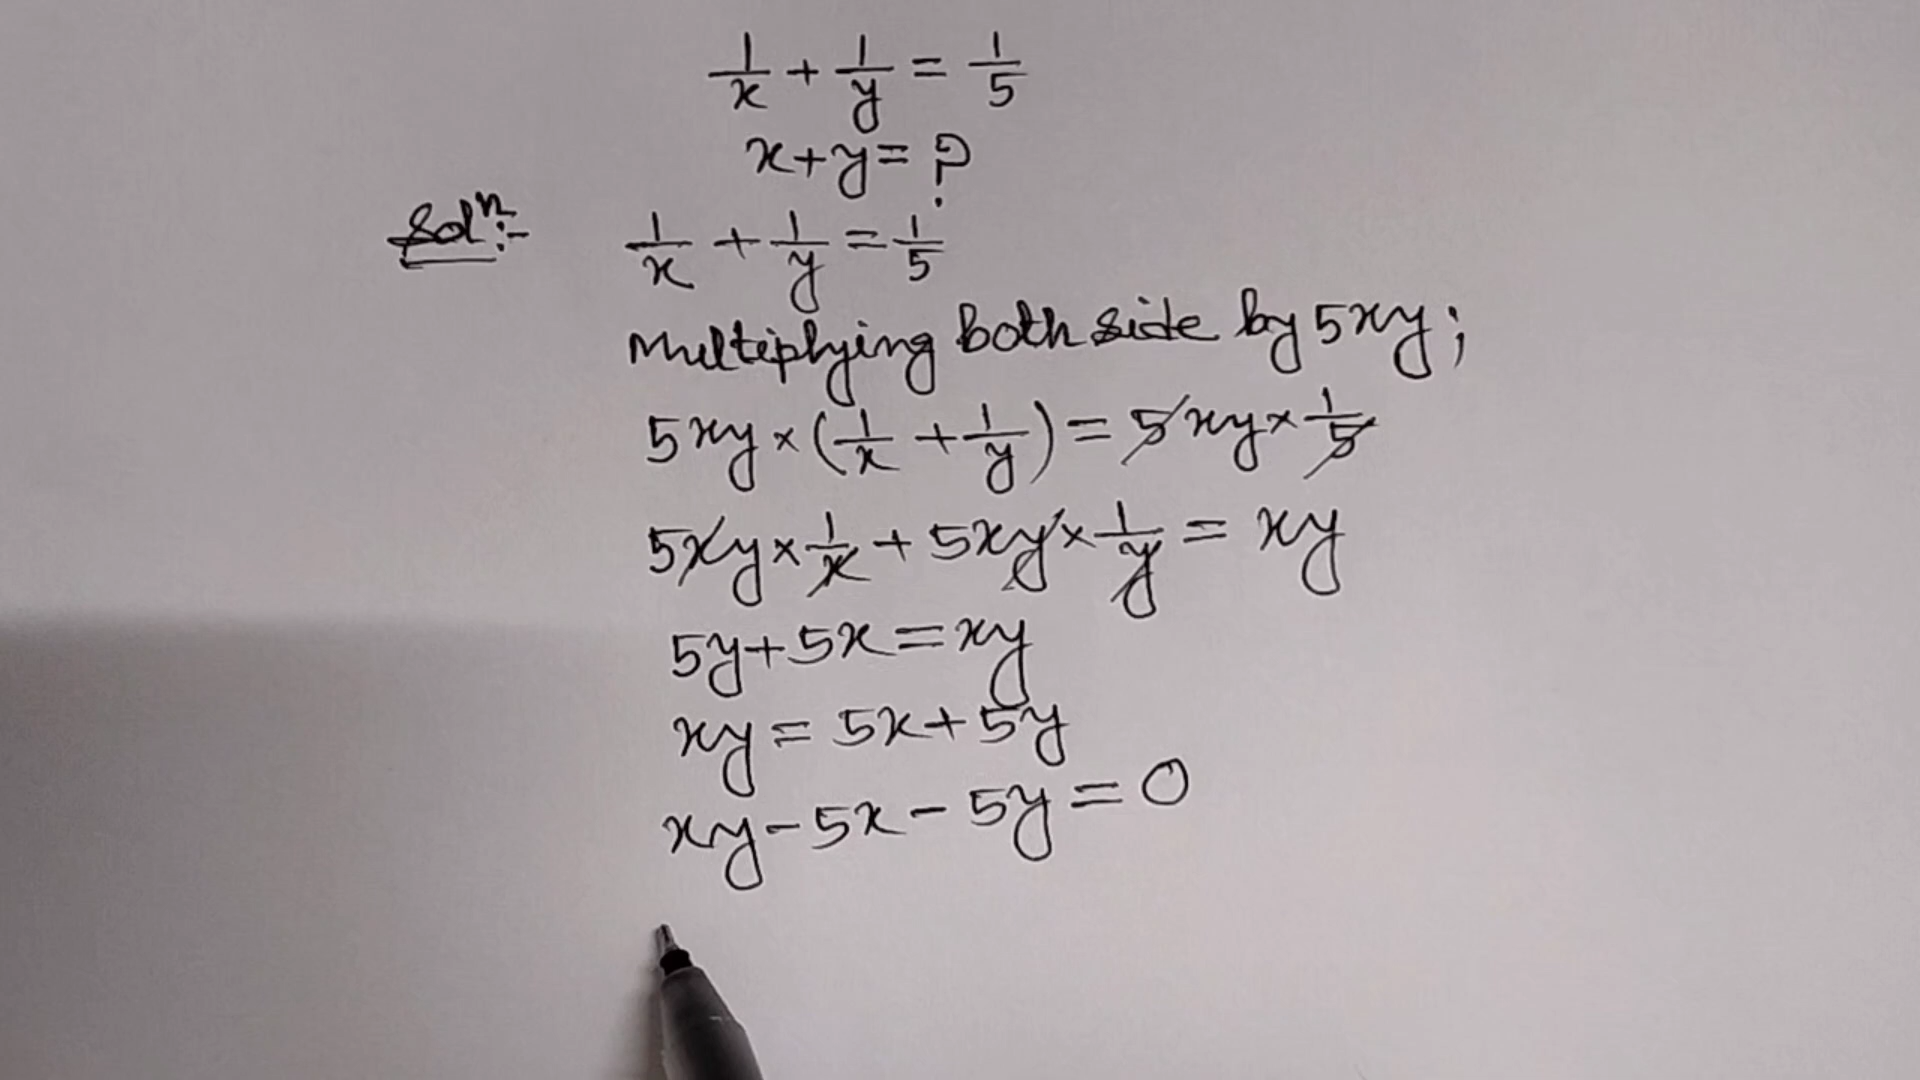 1/x + 1/y = 1/5
x+y = ?
Solⁿ:- 1/x + 1/y = 1/5
Multiplying both side by 5xy;
5xy × (1/x + 1/y) = 5xy × 1/5
5xy × 1/x + 5xy × 1/y = xy
5y+5x = xy
xy = 5x+5y
xy - 5x - 5y = 0